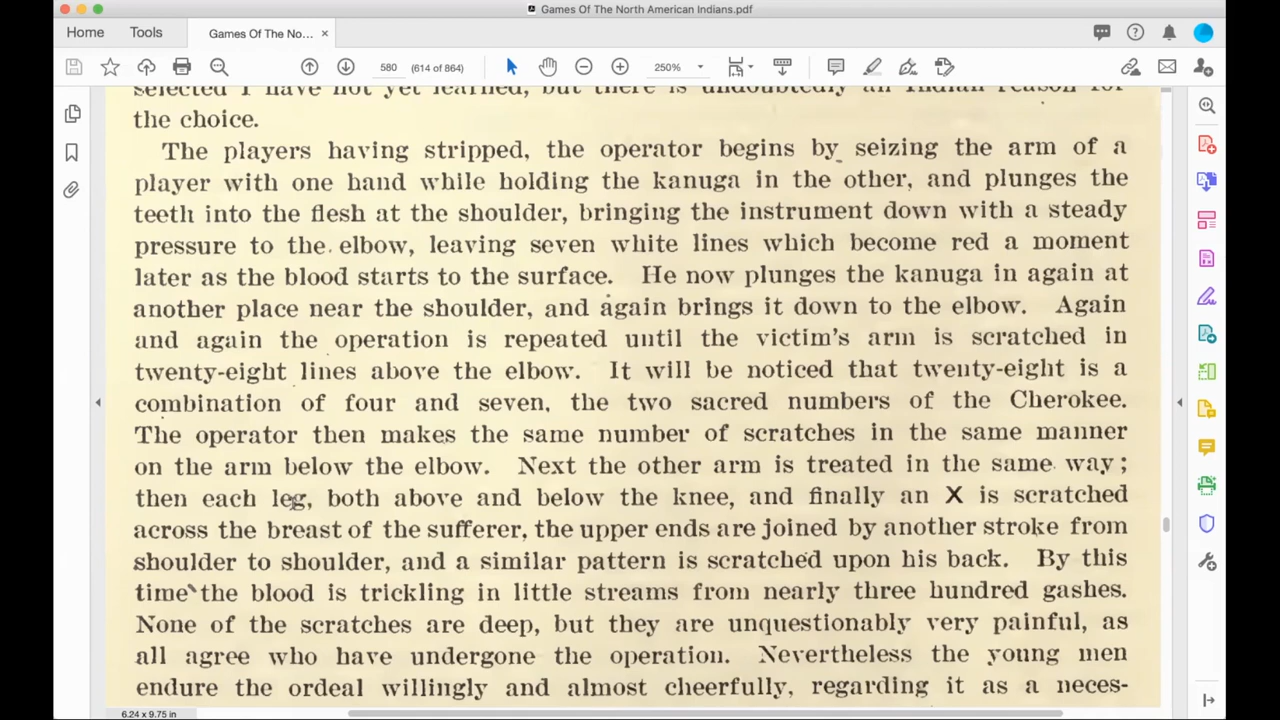 Games Of The North American Indians.pdf
Home
Tools
Games Of The No...
580
(614 of 864)
250%
selected I have not yet learned, but there is undoubtedly an Indian reason for
the choice.
The players having stripped, the operator begins by seizing the arm of a
player with one hand while holding the kanuga in the other, and plunges the
teeth into the flesh at the shoulder, bringing the instrument down with a steady
pressure to the elbow, leaving seven white lines which become red a moment
later as the blood starts to the surface. He now plunges the kanuga in again at
another place near the shoulder, and again brings it down to the elbow. Again
and again the operation is repeated until the victim's arm is scratched in
twenty-eight lines above the elbow. It will be noticed that twenty-eight is a
combination of four and seven, the two sacred numbers of the Cherokee.
The operator then makes the same number of scratches in the same manner
on the arm below the elbow. Next the other arm is treated in the same way;
then each leg, both above and below the knee, and finally an X is scratched
across the breast of the sufferer, the upper ends are joined by another stroke from
shoulder to shoulder, and a similar pattern is scratched upon his back. By this
time the blood is trickling in little streams from nearly three hundred gashes.
None of the scratches are deep, but they are unquestionably very painful, as
all agree who have undergone the operation. Nevertheless the young men
endure the ordeal willingly and almost cheerfully, regarding it as a neces-
6.24 x 9.75 in